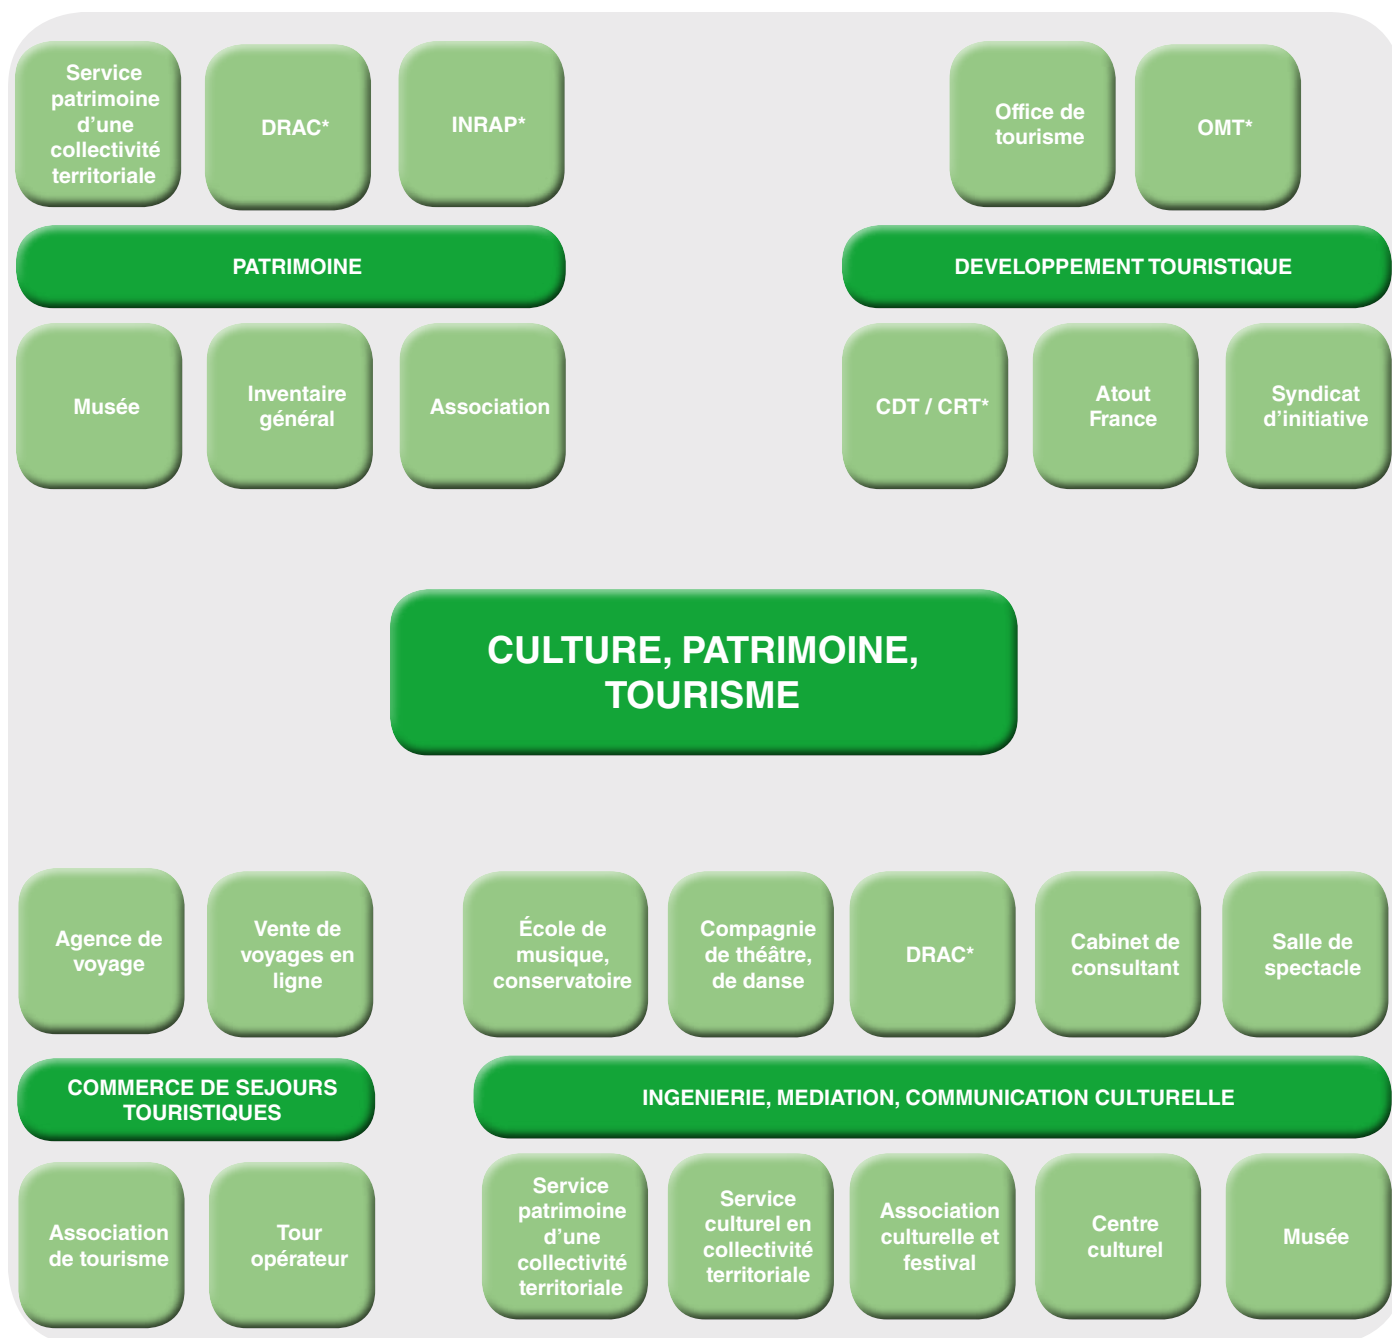 Service
patrimoine
d’une
collectivité
territoriale
DRAC*
INRAP*
PATRIMOINE
Musée
Inventaire
général
Association
Office de
tourisme
OMT*
DEVELOPPEMENT TOURISTIQUE
CDT / CRT*
Atout
France
Syndicat
d’initiative
CULTURE, PATRIMOINE,
TOURISME
Agence de
voyage
Vente de
voyages en
ligne
COMMERCE DE SEJOURS
TOURISTIQUES
Association
de tourisme
Tour
opérateur
École de
musique,
conservatoire
Compagnie
de théâtre,
de danse
DRAC*
Cabinet de
consultant
Salle de
spectacle
INGENIERIE, MEDIATION, COMMUNICATION CULTURELLE
Service
patrimoine
d’une
collectivité
territoriale
Service
culturel en
collectivité
territoriale
Association
culturelle et
festival
Centre
culturel
Musée